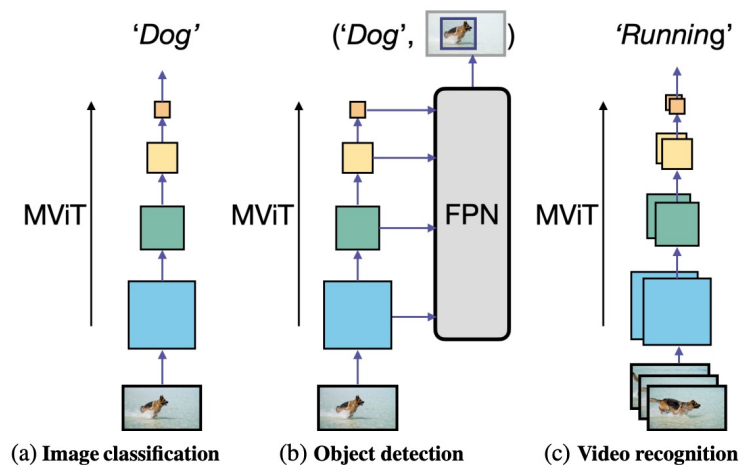 ‘Dog’
(‘Dog’, )
‘Running’
MViT
MViT
FPN
MViT
(a) Image classification
(b) Object detection
(c) Video recognition